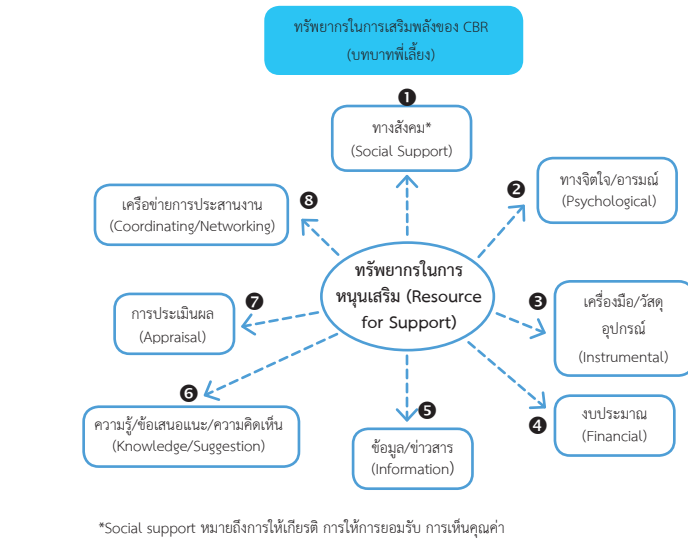 ทรัพยากรในการเสริมพลังของ CBR
(บทบาทพี่เลี้ยง)
❶
ทางสังคม*
(Social Support)
❷
ทางจิตใจ/อารมณ์
(Psychological)
❽
เครือข่ายการประสานงาน
(Coordinating/Networking)
ทรัพยากรในการ
หนุนเสริม (Resource
for Support)
❸
เครื่องมือ/วัสดุ
อุปกรณ์
(Instrumental)
❼
การประเมินผล
(Appraisal)
❹
งบประมาณ
(Financial)
❻
ความรู้/ข้อเสนอแนะ/ความคิดเห็น
(Knowledge/Suggestion)
❺
ข้อมูล/ข่าวสาร
(Information)
*Social support หมายถึงการให้เกียรติ การให้การยอมรับ การเห็นคุณค่า